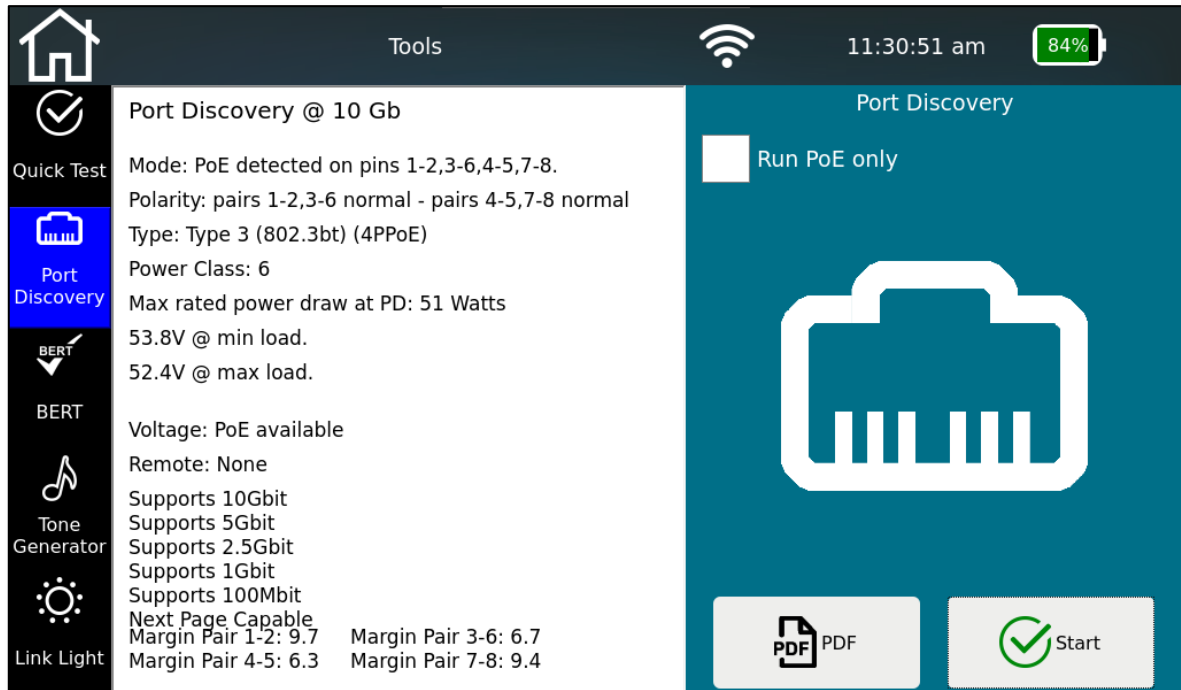 Tools
11:30:51 am
84%
Quick Test
Port
Discovery
BERT
BERT
Tone
Generator
Link Light
Port Discovery @ 10 Gb
Mode: PoE detected on pins 1-2,3-6,4-5,7-8.
Polarity: pairs 1-2,3-6 normal - pairs 4-5,7-8 normal
Type: Type 3 (802.3bt) (4PPoE)
Power Class: 6
Max rated power draw at PD: 51 Watts
53.8V @ min load.
52.4V @ max load.
Voltage: PoE available
Remote: None
Supports 10Gbit
Supports 5Gbit
Supports 2.5Gbit
Supports 1Gbit
Supports 100Mbit
Next Page Capable
Margin Pair 1-2: 9.7 Margin Pair 3-6: 6.7
Margin Pair 4-5: 6.3 Margin Pair 7-8: 9.4
Port Discovery
Run PoE only
PDF PDF
Start